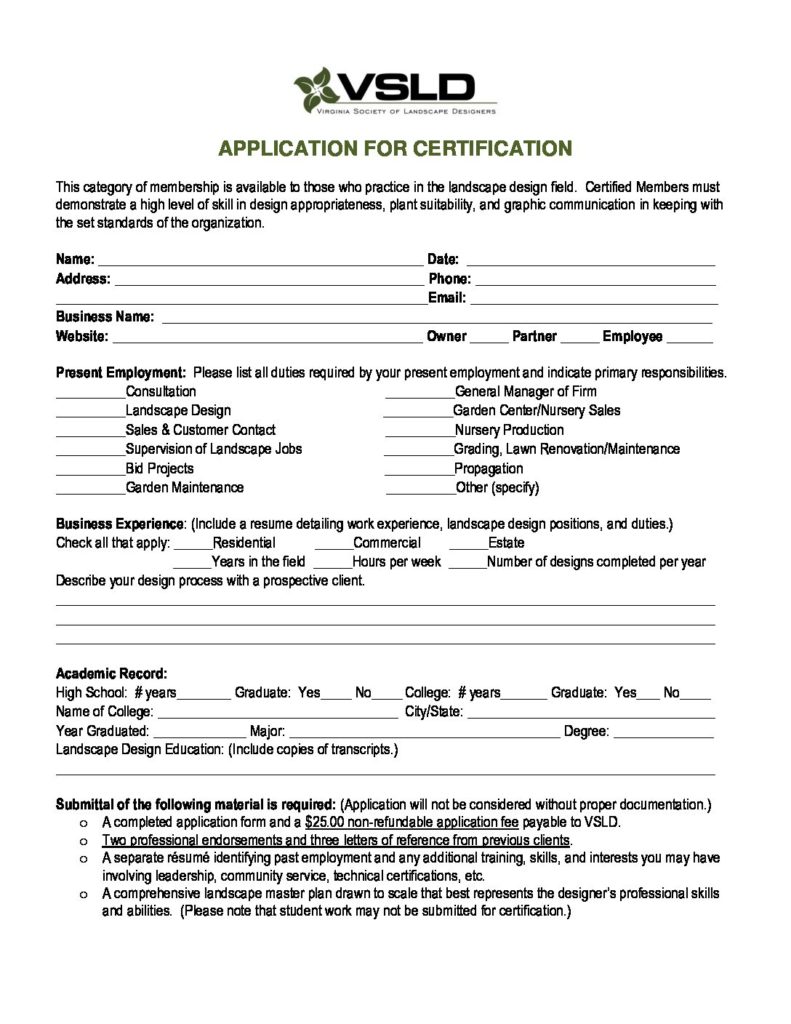 VSLD
Virginia Society of Landscape Designers
APPLICATION FOR CERTIFICATION
This category of membership is available to those who practice in the landscape design field. Certified Members must
demonstrate a high level of skill in design appropriateness, plant suitability, and graphic communication in keeping with
the set standards of the organization.
Name: ____________________ Date: ____________________
Address: ____________________ Phone: ____________________
____________________ Email: ____________________
Business Name: ____________________
Website: ____________________ Owner _____ Partner _____ Employee ______
Present Employment: Please list all duties required by your present employment and indicate primary responsibilities.
_________Consultation _________General Manager of Firm
_________Landscape Design _________Garden Center/Nursery Sales
_________Sales & Customer Contact _________Nursery Production
_________Supervision of Landscape Jobs _________Grading, Lawn Renovation/Maintenance
_________Bid Projects _________Propagation
_________Garden Maintenance _________Other (specify)
Business Experience: (Include a resume detailing work experience, landscape design positions, and duties.)
Check all that apply: _____Residential _____Commercial _____Estate
_____Years in the field _____Hours per week _____Number of designs completed per year
Describe your design process with a prospective client.
Academic Record:
High School: # years_______ Graduate: Yes____ No____ College: # years______ Graduate: Yes___ No____
Name of College: ____________________ City/State: ____________________
Year Graduated: ____________ Major: ____________________ Degree: _____________
Landscape Design Education: (Include copies of transcripts.)
Submittal of the following material is required: (Application will not be considered without proper documentation.)
o A completed application form and a $25.00 non-refundable application fee payable to VSLD.
o Two professional endorsements and three letters of reference from previous clients.
o A separate résumé identifying past employment and any additional training, skills, and interests you may have
involving leadership, community service, technical certifications, etc.
o A comprehensive landscape master plan drawn to scale that best represents the designer's professional skills
and abilities. (Please note that student work may not be submitted for certification.)